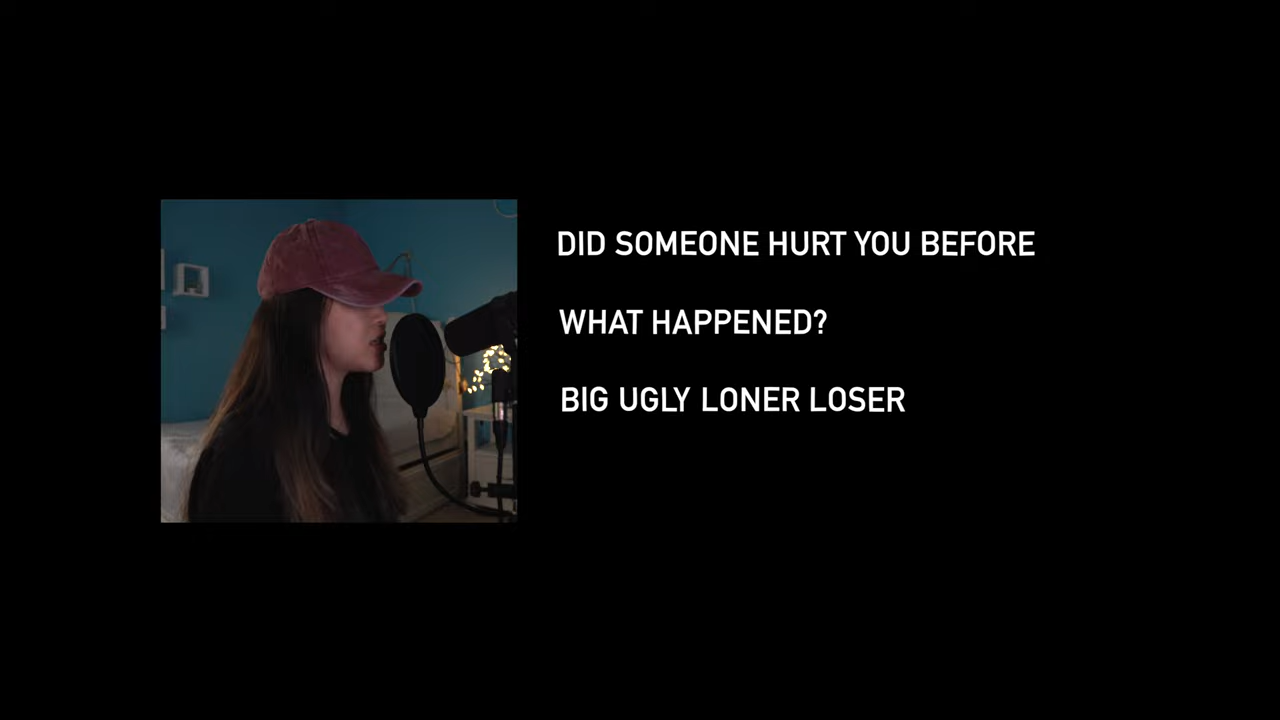 DID SOMEONE HURT YOU BEFORE
WHAT HAPPENED?
BIG UGLY LONER LOSER